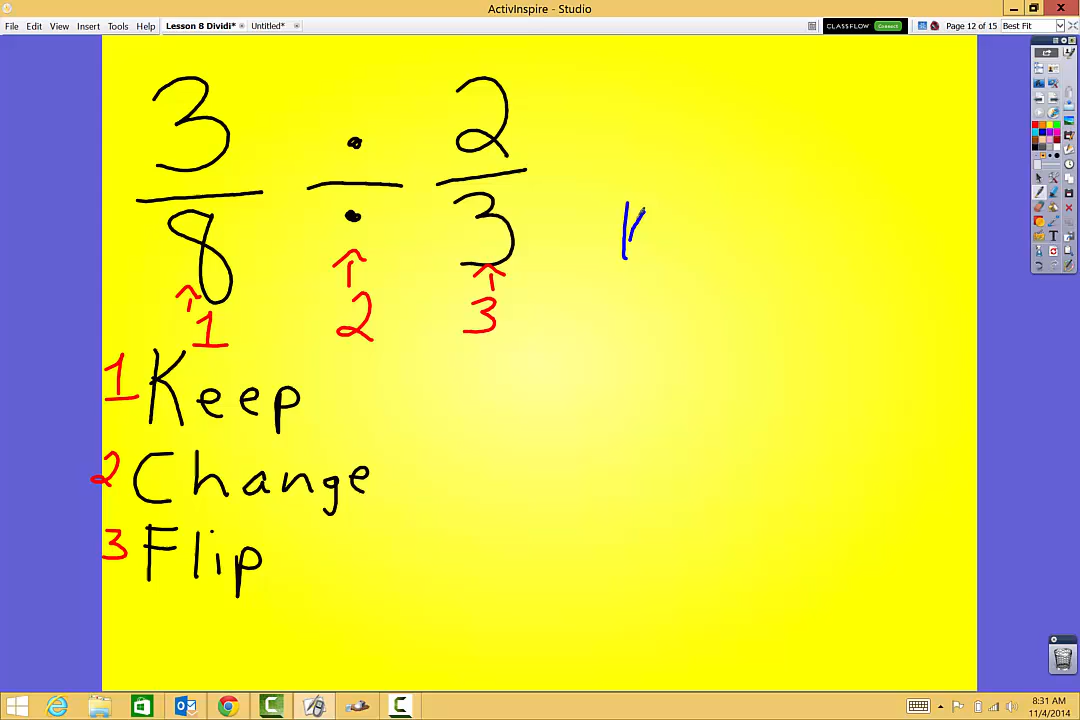 ActivInspire - Studio
File Edit View Insert Tools Help Lesson 8 Dividi* Untitled* CLASSFLOW Connect Page 12 of 15 Best Fit
3 2
÷
8 3
1 2 3
1 Keep
2 Change
3 Flip
8:31 AM
11/4/2014